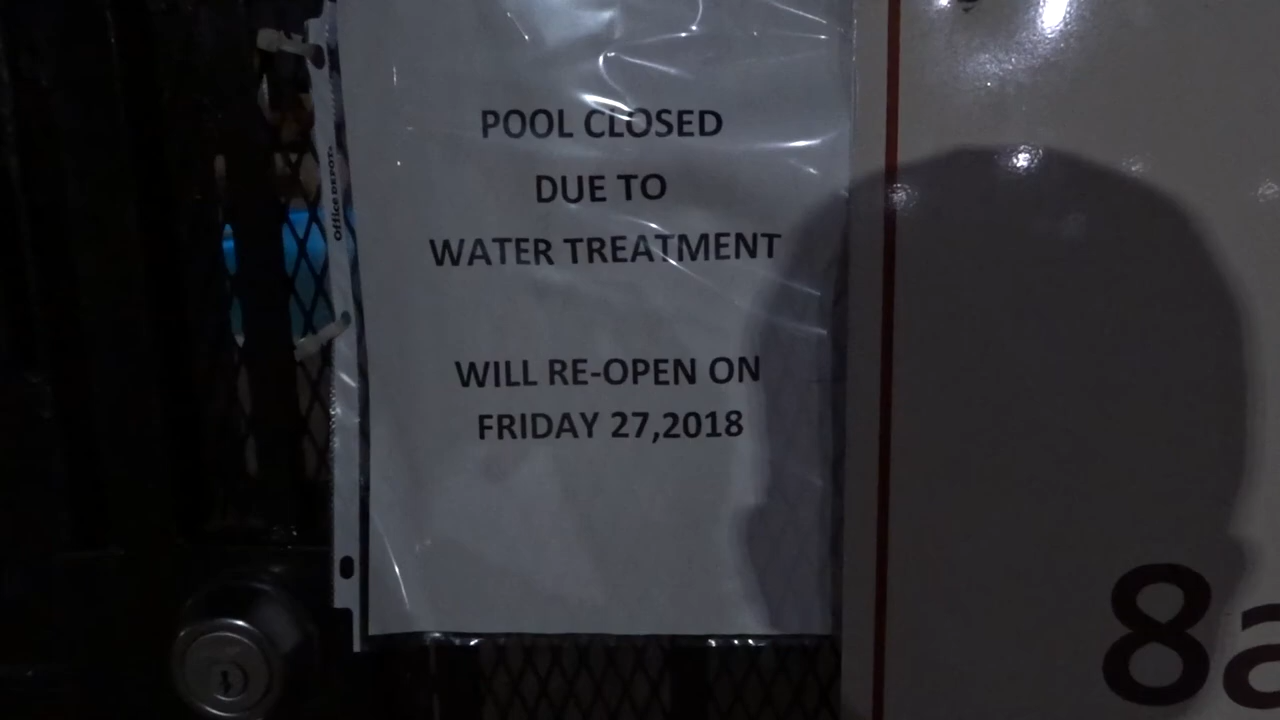 POOL CLOSED
DUE TO
WATER TREATMENT
WILL RE-OPEN ON
FRIDAY 27,2018
Office DEPOT
8a